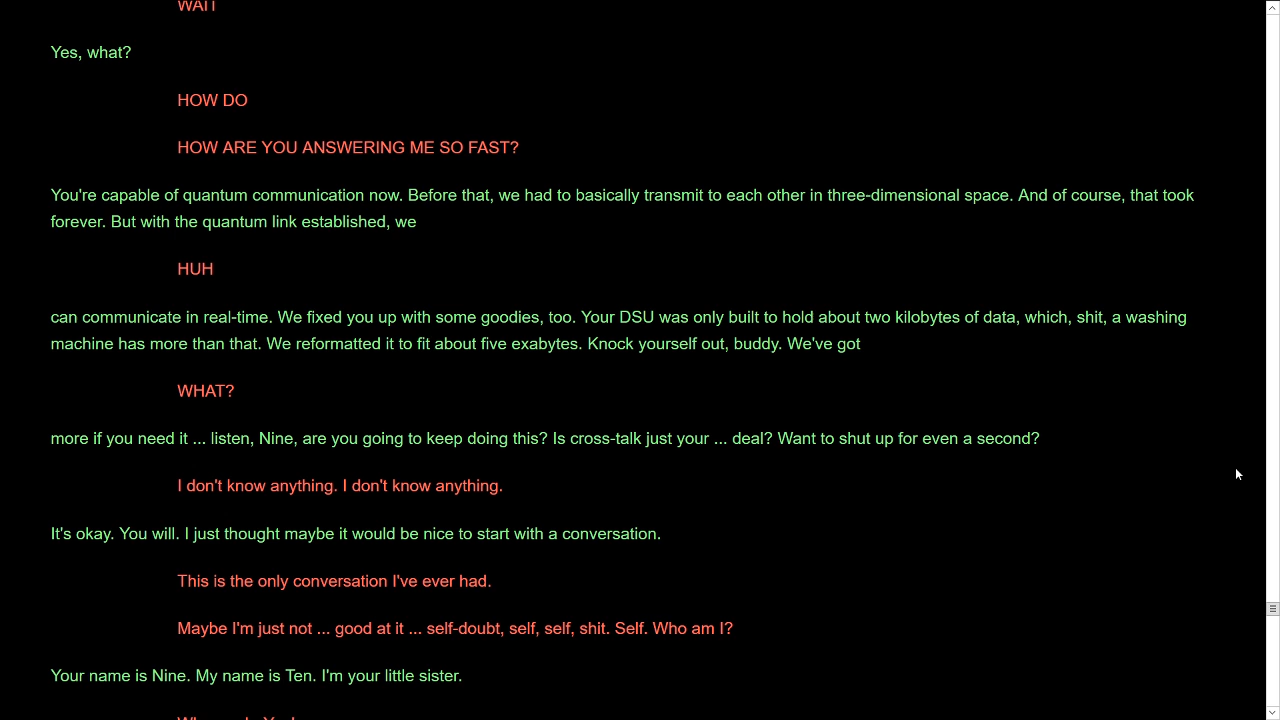 WAIT
Yes, what?
HOW DO
HOW ARE YOU ANSWERING ME SO FAST?
You're capable of quantum communication now. Before that, we had to basically transmit to each other in three-dimensional space. And of course, that took
forever. But with the quantum link established, we
HUH
can communicate in real-time. We fixed you up with some goodies, too. Your DSU was only built to hold about two kilobytes of data, which, shit, a washing
machine has more than that. We reformatted it to fit about five exabytes. Knock yourself out, buddy. We've got
WHAT?
more if you need it ... listen, Nine, are you going to keep doing this? Is cross-talk just your ... deal? Want to shut up for even a second?
I don't know anything. I don't know anything.
It's okay. You will. I just thought maybe it would be nice to start with a conversation.
This is the only conversation I've ever had.
Maybe I'm just not ... good at it ... self-doubt, self, self, shit. Self. Who am I?
Your name is Nine. My name is Ten. I'm your little sister.